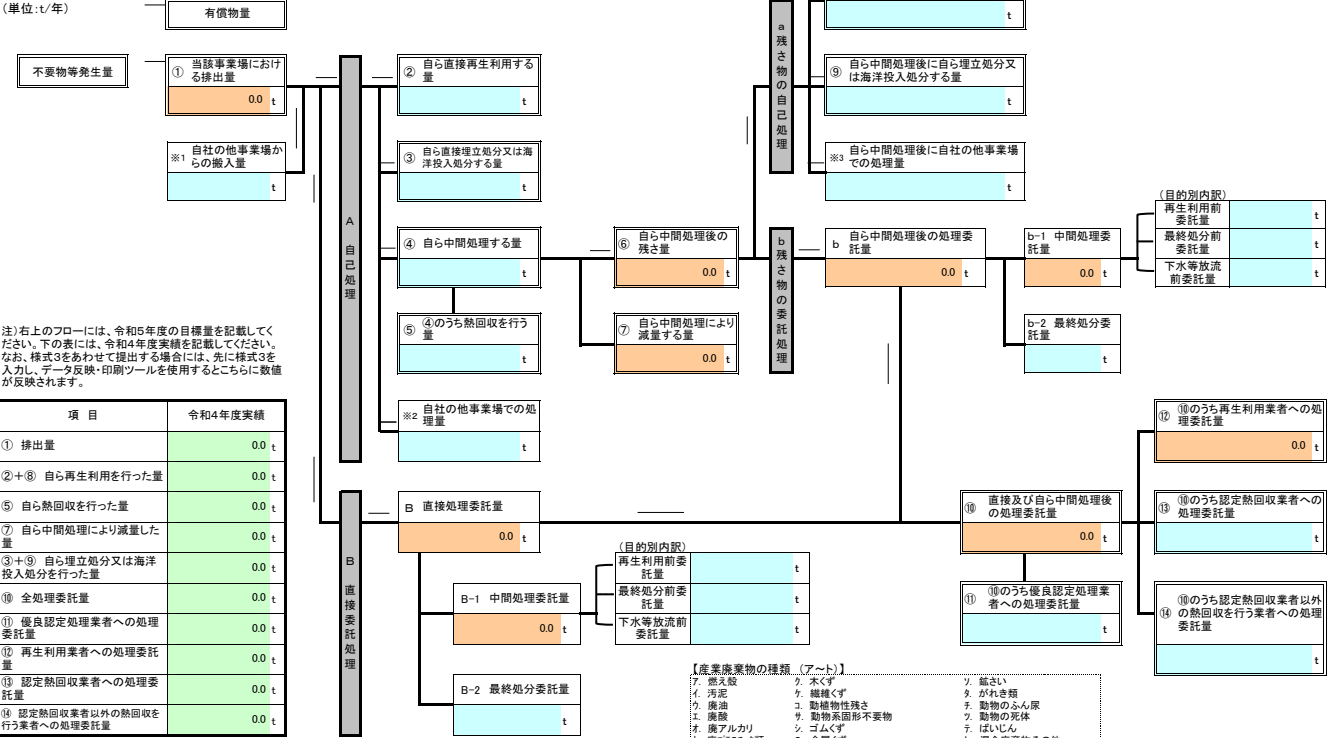 (単位:t/年)
有償物量
t
不要物等発生量
① 当該事業場におけ
る排出量
0.0 t
※1 自社の他事業場か
らの搬入量
t
A 自己処理
② 自ら直接再生利用する
量
t
③ 自ら直接埋立処分又は海
洋投入処分する量
t
④ 自ら中間処理する量
t
⑤ ④のうち熱回収を行う
量
t
※2 自社の他事業場での処
理量
t
⑥ 自ら中間処理後の
残さ量
0.0 t
⑦ 自ら中間処理により
減量する量
0.0 t
a 残さ物の自己処理
⑨ 自ら中間処理後に自ら埋立処分又
は海洋投入処分する量
t
※3 自ら中間処理後に自社の他事業場
での処理量
t
b 残さ物の委託処理
b 自ら中間処理後の処理委
託量
0.0 t
b-1 中間処理委
託量
0.0 t
(目的別内訳)
再生利用前
委託量
t
最終処分前
委託量
t
下水等放流
前委託量
t
b-2 最終処分委
託量
t
注)右上のフローには、令和5年度の目標量を記載してく
ださい。下の表には、令和4年度実績を記載してください。
なお、様式3をあわせて提出する場合には、先に様式3を
入力し、データ反映・印刷ツールを使用するとこちらに数値
が反映されます。
項 目 令和4年度実績
① 排出量 0.0 t
②+⑧ 自ら再生利用を行った量 0.0 t
⑤ 自ら熱回収を行った量 0.0 t
⑦ 自ら中間処理により減量した
量 0.0 t
③+⑨ 自ら埋立処分又は海洋
投入処分を行った量 0.0 t
⑩ 全処理委託量 0.0 t
⑪ 優良認定処理業者への処理
委託量 0.0 t
⑫ 再生利用業者への処理委託
量 0.0 t
⑬ 認定熱回収業者への処理委
託量 0.0 t
⑭ 認定熱回収業者以外の熱回収を
行う業者への処理委託量 0.0 t
B 直接委託処理
B 直接処理委託量
0.0 t
B-1 中間処理委託量
0.0 t
(目的別内訳)
再生利用前委
託量
t
最終処分前委
託量
t
下水等放流前
委託量
t
B-2 最終処分委託量
t
⑩ 直接及び自ら中間処理後
の処理委託量
0.0 t
⑪ ⑩のうち優良認定処理業
者への処理委託量
t
⑫ ⑩のうち再生利用業者への処
理委託量
0.0 t
⑬ ⑩のうち認定熱回収業者への
処理委託量
t
⑭ ⑩のうち認定熱回収業者以外
の熱回収を行う業者への処理
委託量
t
【産業廃棄物の種類 (ア~ト)】
ア. 燃え殻 ク. 木くず ソ. 鉱さい
イ. 汚泥 ケ. 繊維くず タ. がれき類
ウ. 廃油 コ. 動植物性残さ チ. 動物のふん尿
エ. 廃酸 サ. 動物系固形不要物 ツ. 動物の死体
オ. 廃アルカリ シ. ゴムくず テ. ばいじん